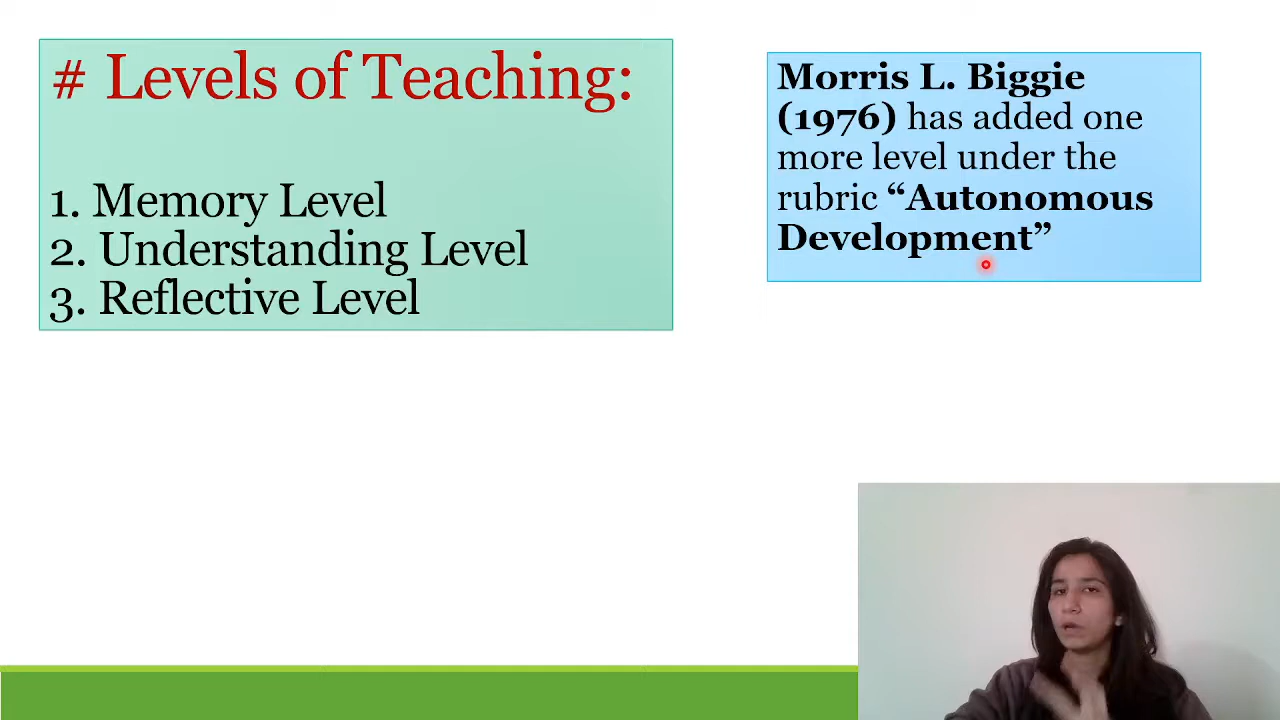 # Levels of Teaching:
1. Memory Level
2. Understanding Level
3. Reflective Level
Morris L. Biggie
(1976) has added one
more level under the
rubric “Autonomous
Development”